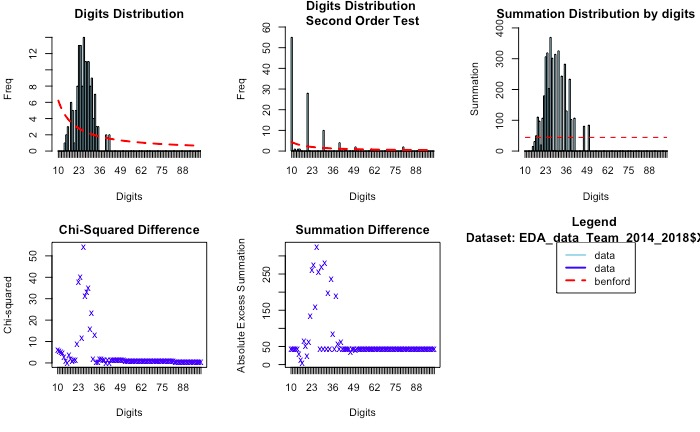 Digits Distribution
Freq
0 2 4 6 8 12
10 23 36 49 62 75 88
Digits
Digits Distribution
Second Order Test
Freq
0 10 20 30 40 50 60
10 23 36 49 62 75 88
Digits
Summation Distribution by digits
Summation
0 100 200 300 400
10 23 36 49 62 75 88
Digits
Chi-Squared Difference
Chi-squared
0 10 20 30 40 50
10 23 36 49 62 75 88
Digits
Summation Difference
Absolute Excess Summation
0 50 150 250
10 23 36 49 62 75 88
Digits
Legend
Dataset: EDA_data_Team_2014_2018$X
data
data
benford